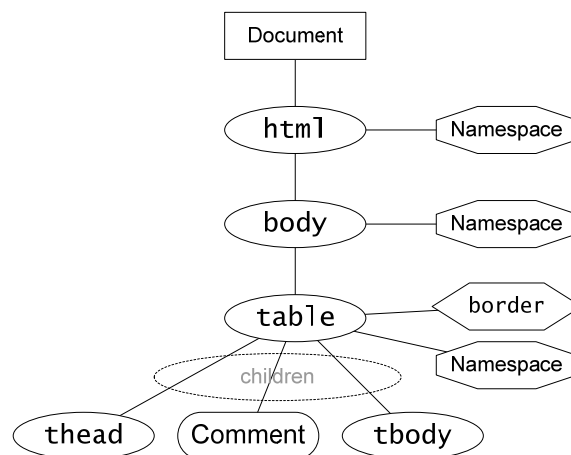 Document
html
Namespace
body
Namespace
table
border
Namespace
children
thead
Comment
tbody